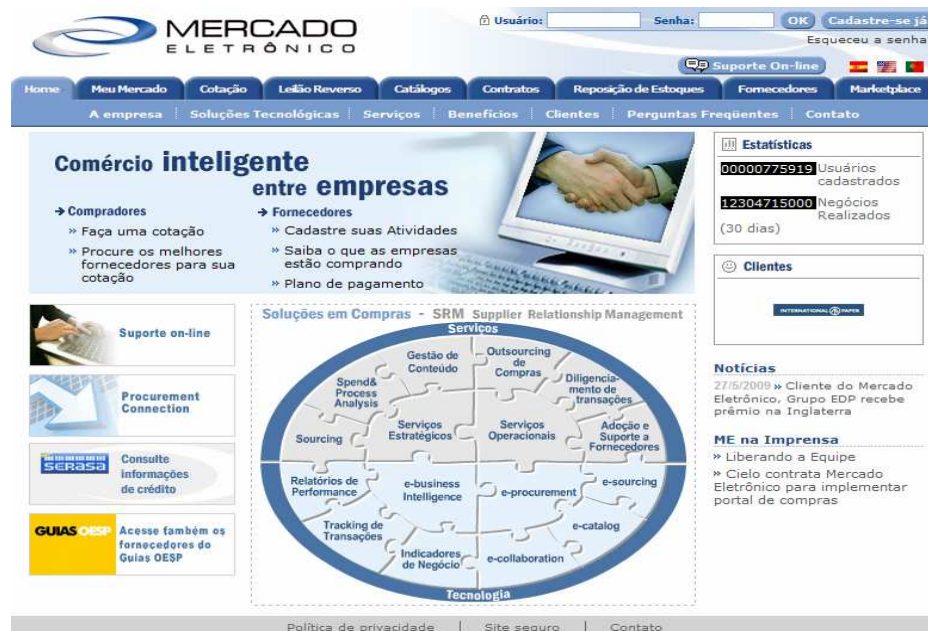 MERCADO
ELETRÔNICO
Usuário:
Senha:
OK
Cadastre-se já
Esqueceu a senha
Suporte On-line
Home
Meu Mercado
Cotação
Leilão Reverso
Catálogos
Contratos
Reposição de Estoques
Fornecedores
Marketplace
A empresa
Soluções Tecnológicas
Serviços
Benefícios
Clientes
Perguntas Freqüentes
Contato
Comércio inteligente
entre empresas
Compradores
» Faça uma cotação
» Procure os melhores
fornecedores para sua
cotação
Fornecedores
» Cadastre suas Atividades
» Saiba o que as empresas
estão comprando
» Plano de pagamento
Estatísticas
00000775919 Usuários
cadastrados
12304715000 Negócios
Realizados
(30 dias)
Clientes
INTERNATIONAL PAPER
Notícias
27/5/2009 » Cliente do Mercado
Eletrônico, Grupo EDP recebe
prêmio na Inglaterra
ME na Imprensa
» Liberando a Equipe
» Cielo contrata Mercado
Eletrônico para implementar
portal de compras
Suporte on-line
Procurement
Connection
SERASA
Consulte
informações
de crédito
GUIAS OESP
Acesse também os
fornecedores do
Guias OESP
Soluções em Compras - SRM Supplier Relationship Management
Serviços
Gestão de
Conteúdo
Outsourcing
de
Compras
Spend&
Process
Analysis
Diligencia-
mento de
transações
Sourcing
Serviços
Estratégicos
Serviços
Operacionais
Adoção e
Suporte a
Fornecedores
Relatórios de
Performance
e-business
Intelligence
e-procurement
e-sourcing
Tracking de
Transações
e-catalog
Indicadores
de Negócio
e-collaboration
Tecnologia
Política de privacidade | Site seguro | Contato